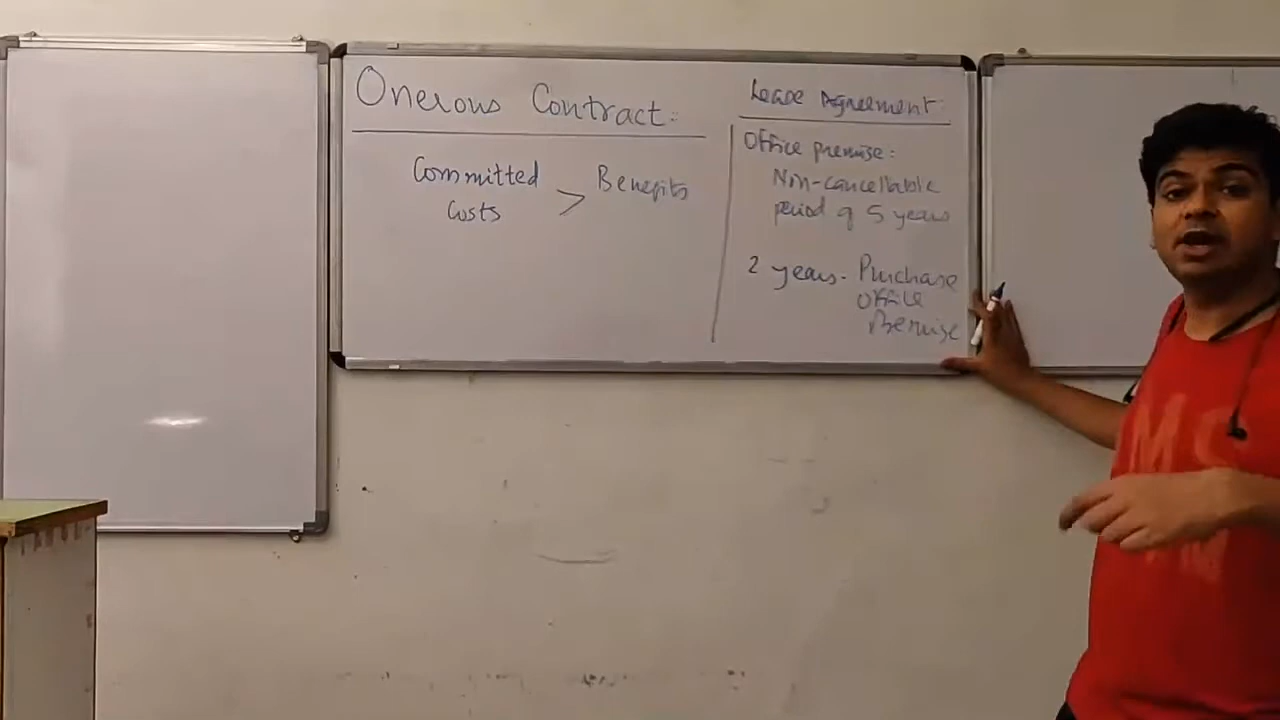 Onerous Contract:
Committed
Costs
>
Benefits
Lease Agreement:
Office premise:
Non-cancellable
period of 5 years
2 years - Purchase
Office
Premise